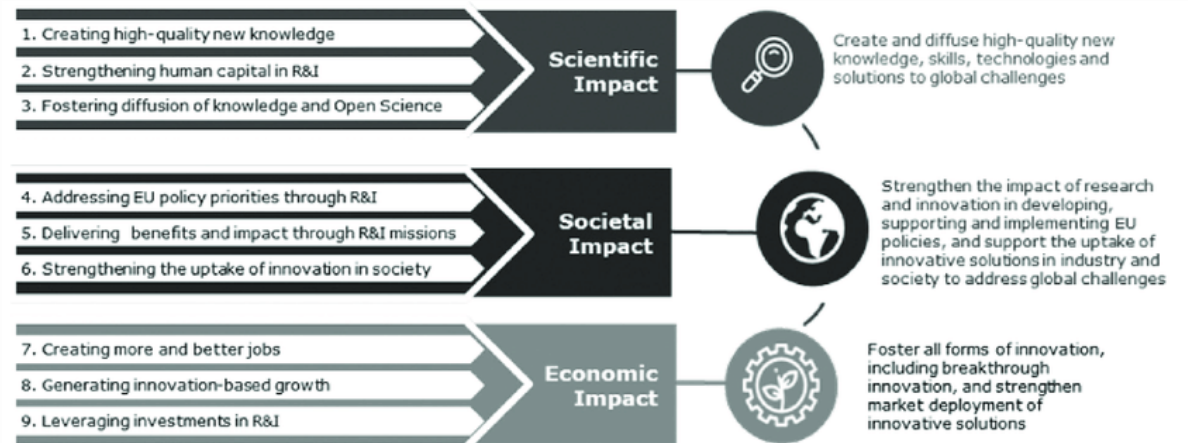 1. Creating high-quality new knowledge
2. Strengthening human capital in R&I
3. Fostering diffusion of knowledge and Open Science
Scientific
Impact
Create and diffuse high-quality new
knowledge, skills, technologies and
solutions to global challenges
4. Addressing EU policy priorities through R&I
5. Delivering benefits and impact through R&I missions
6. Strengthening the uptake of innovation in society
Societal
Impact
Strengthen the impact of research
and innovation in developing,
supporting and implementing EU
policies, and support the uptake of
innovative solutions in industry and
society to address global challenges
7. Creating more and better jobs
8. Generating innovation-based growth
9. Leveraging investments in R&I
Economic
Impact
Foster all forms of innovation,
including breakthrough
innovation, and strengthen
market deployment of
innovative solutions